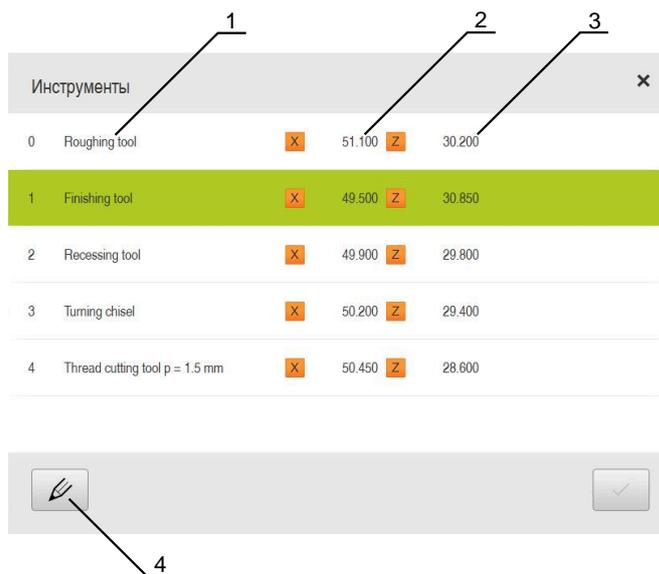 1 2 3
Инструменты
0 Roughing tool X 51.100 Z 30.200
1 Finishing tool X 49.500 Z 30.850
2 Recessing tool X 49.900 Z 29.800
3 Turning chisel X 50.200 Z 29.400
4 Thread cutting tool p = 1.5 mm X 50.450 Z 28.600
4